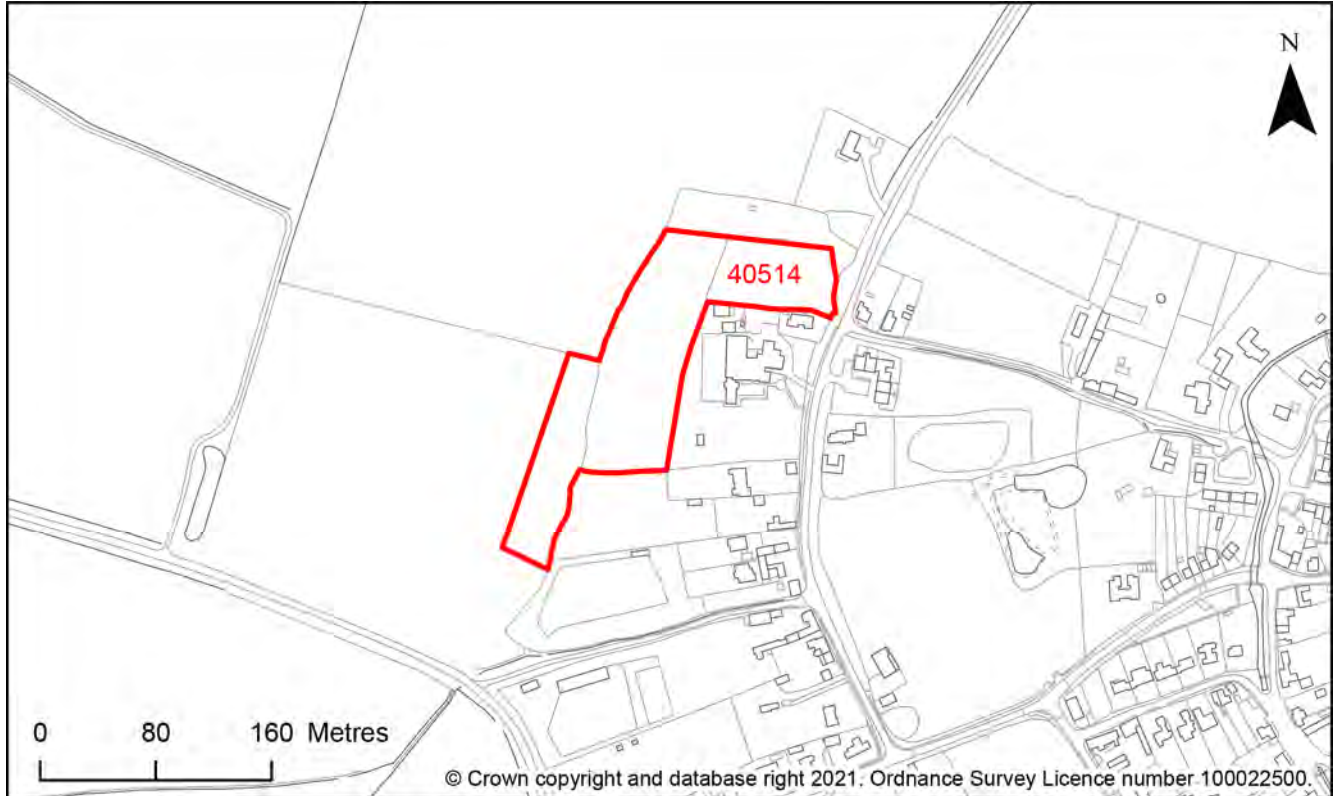 N
40514
0 80 160 Metres
© Crown copyright and database right 2021. Ordnance Survey Licence number 100022500.